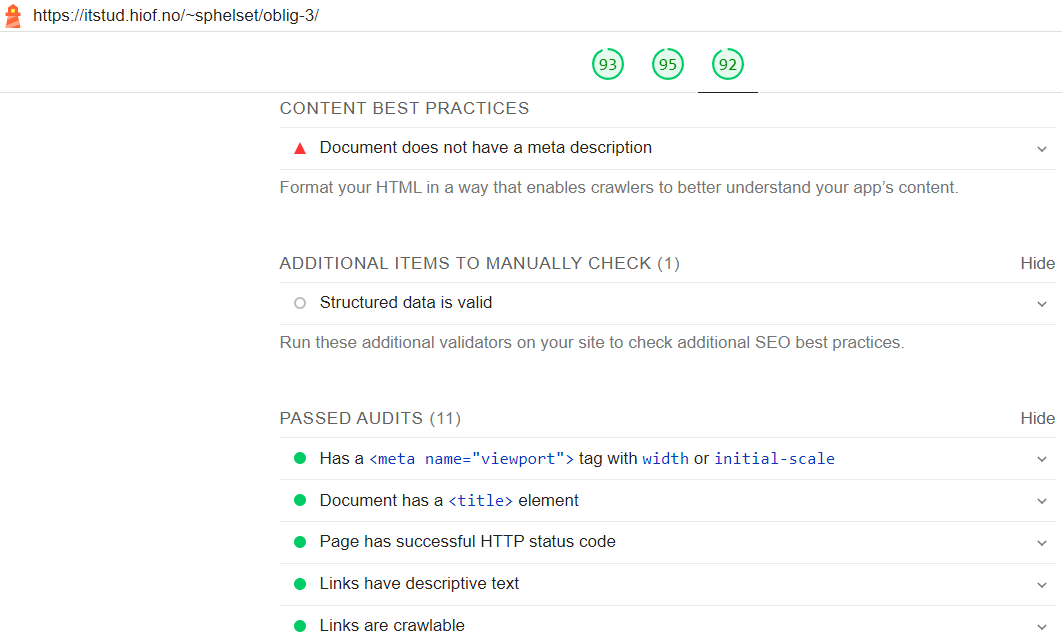 https://itstud.hiof.no/~sphelset/oblig-3/
93 95 92
CONTENT BEST PRACTICES
Document does not have a meta description
Format your HTML in a way that enables crawlers to better understand your app’s content.
ADDITIONAL ITEMS TO MANUALLY CHECK (1) Hide
Structured data is valid
Run these additional validators on your site to check additional SEO best practices.
PASSED AUDITS (11) Hide
Has a <meta name="viewport"> tag with width or initial-scale
Document has a <title> element
Page has successful HTTP status code
Links have descriptive text
Links are crawlable